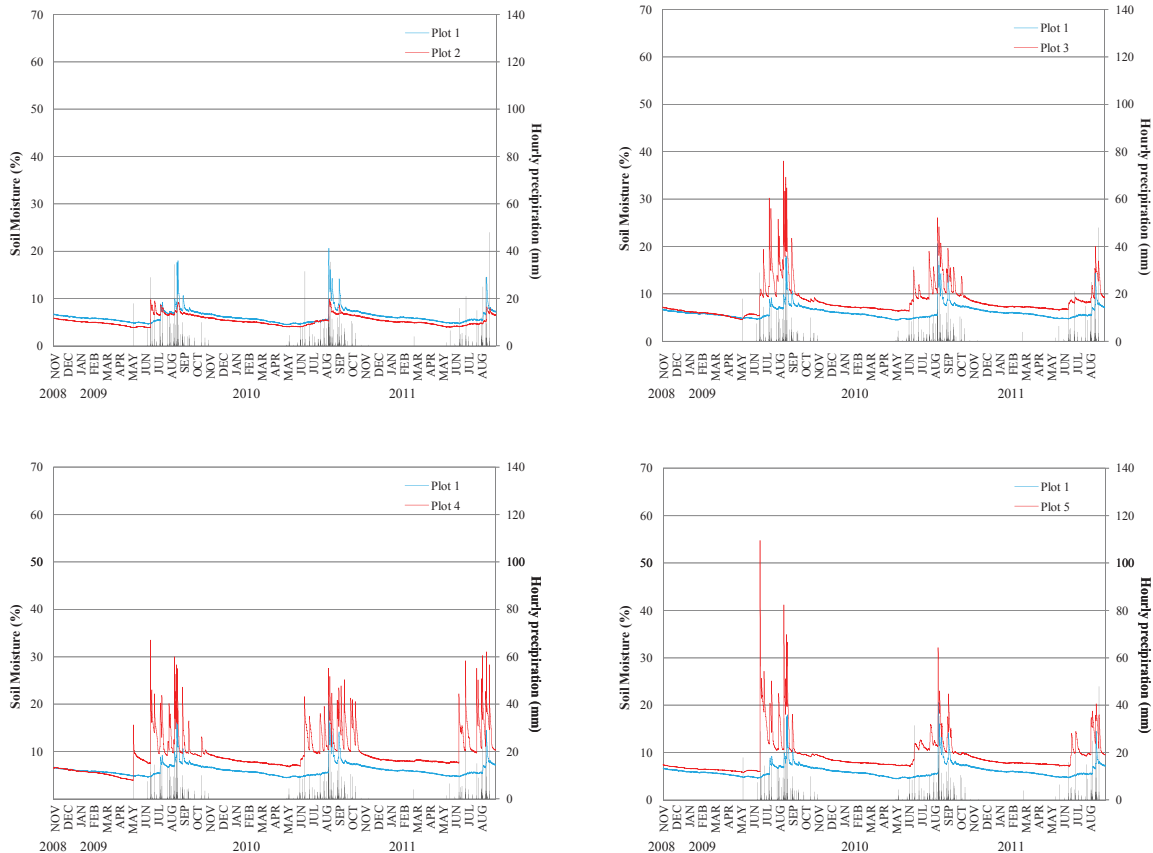 70 140
Plot 1
60 120
Plot 2
50 100
40 80
30 60
20 40
10 20
0 0
Soil Moisture (%)
Hourly precipiration (mm)
NOV DEC JAN FEB MAR APR MAY JUN JUL AUG SEP OCT NOV DEC JAN FEB MAR APR MAY JUN JUL AUG SEP OCT NOV DEC JAN FEB MAR APR MAY JUN JUL AUG
2008 2009 2010 2011
70 140
Plot 1
60 120
Plot 3
50 100
40 80
30 60
20 40
10 20
0 0
Soil Moisture (%)
Hourly precipiration (mm)
NOV DEC JAN FEB MAR APR MAY JUN JUL AUG SEP OCT NOV DEC JAN FEB MAR APR MAY JUN JUL AUG SEP OCT NOV DEC JAN FEB MAR APR MAY JUN JUL AUG
2008 2009 2010 2011
70 140
Plot 1
60 120
Plot 4
50 100
40 80
30 60
20 40
10 20
0 0
Soil Moisture (%)
Hourly precipiration (mm)
NOV DEC JAN FEB MAR APR MAY JUN JUL AUG SEP OCT NOV DEC JAN FEB MAR APR MAY JUN JUL AUG SEP OCT NOV DEC JAN FEB MAR APR MAY JUN JUL AUG
2008 2009 2010 2011
70 140
Plot 1
60 120
Plot 5
50 100
40 80
30 60
20 40
10 20
0 0
Soil Moisture (%)
Hourly precipiration (mm)
NOV DEC JAN FEB MAR APR MAY JUN JUL AUG SEP OCT NOV DEC JAN FEB MAR APR MAY JUN JUL AUG SEP OCT NOV DEC JAN FEB MAR APR MAY JUN JUL AUG
2008 2009 2010 2011